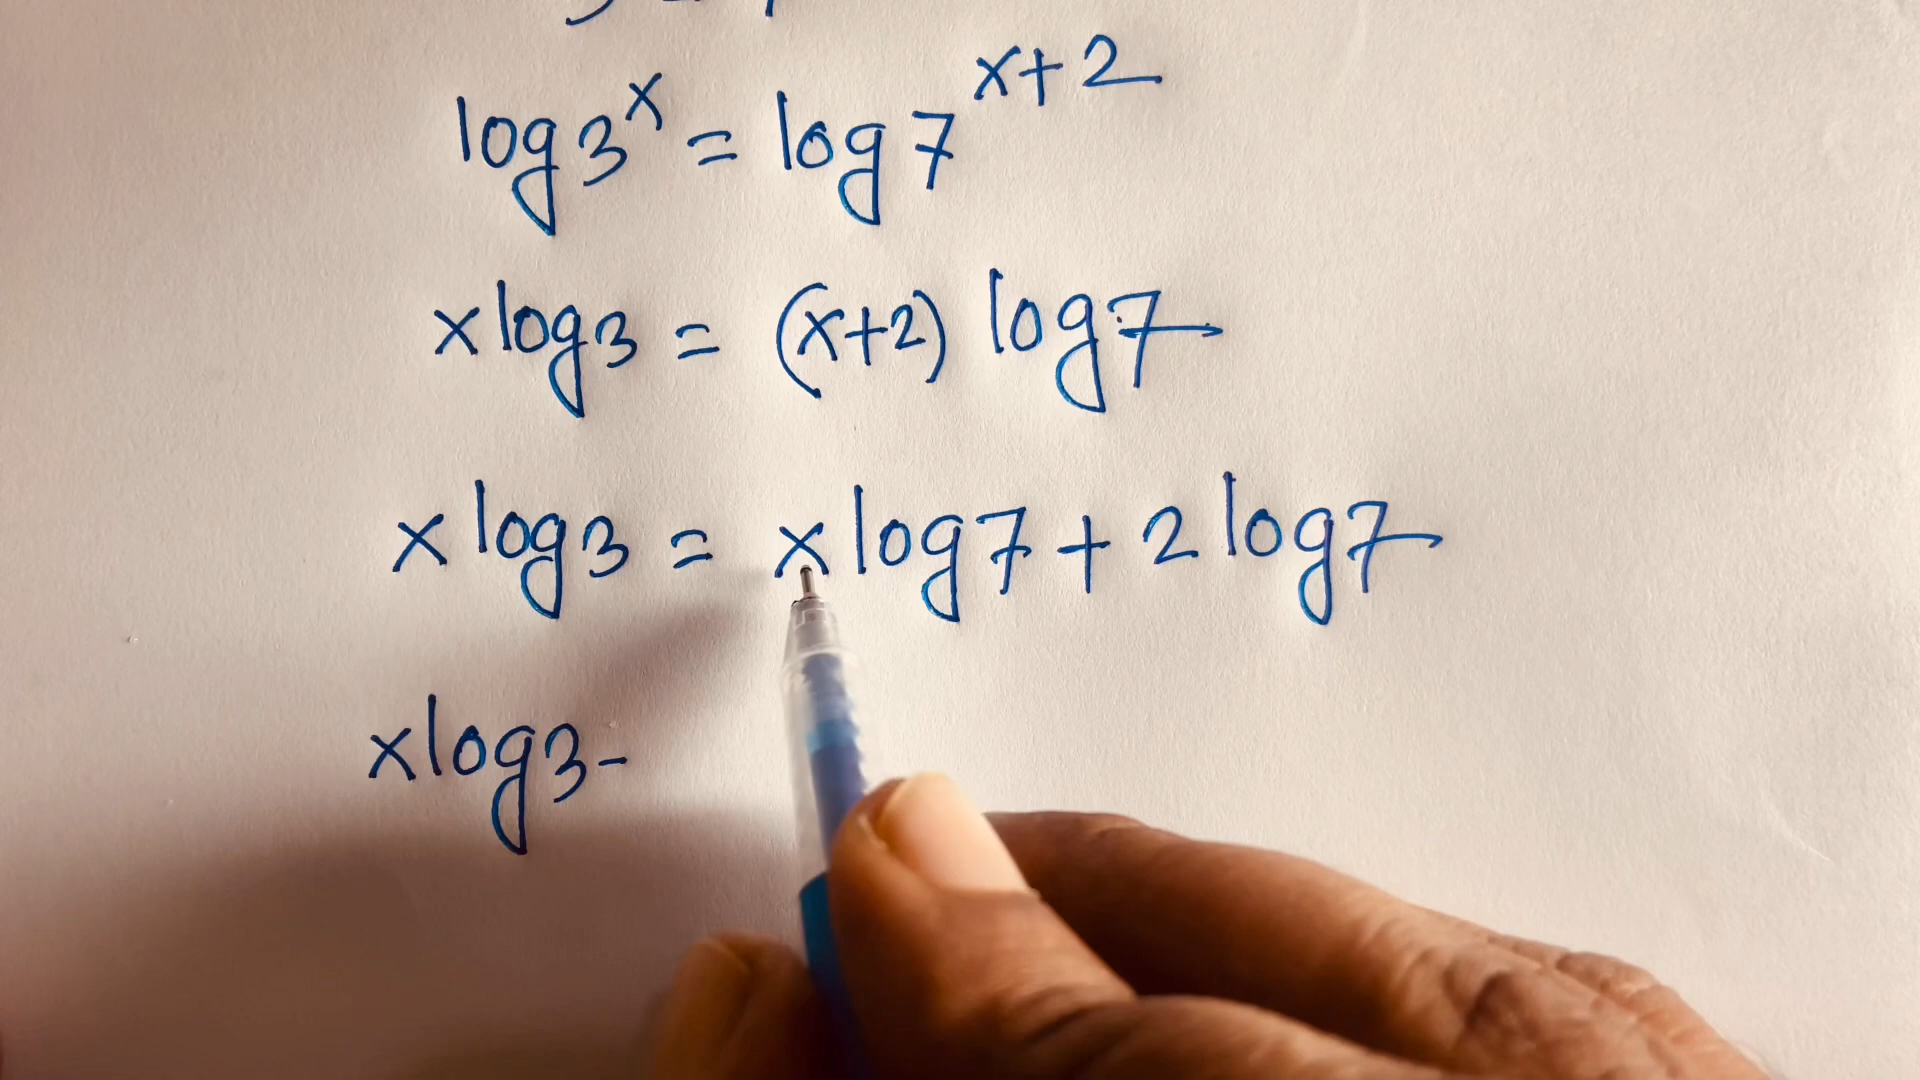 log 3^x = log 7^x+2
x log 3 = (x+2) log 7
x log 3 = x log 7 + 2 log 7
x log 3 -